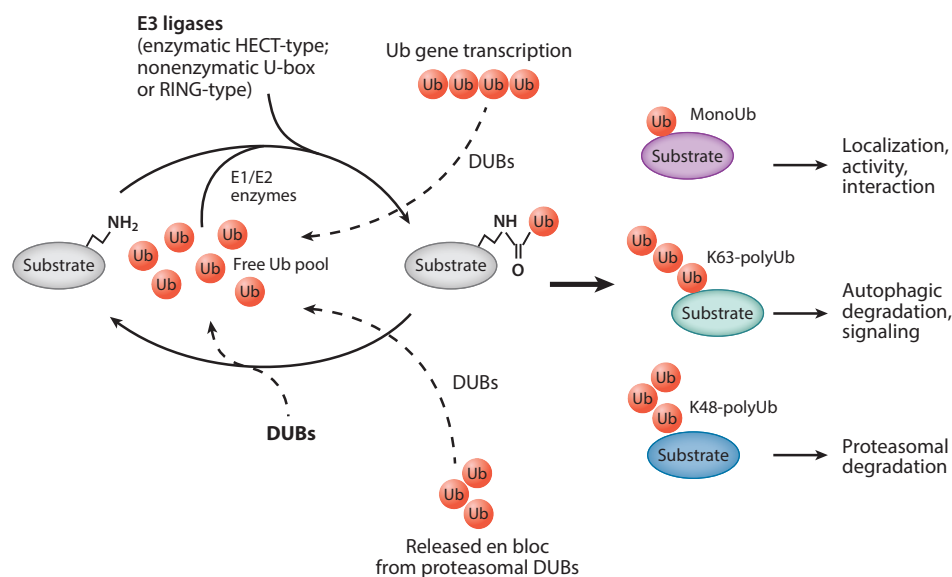 E3 ligases
(enzymatic HECT-type;
nonenzymatic U-box
or RING-type)
Ub gene transcription
Ub Ub Ub Ub
DUBs
E1/E2
enzymes
NH2
Substrate
Ub
Ub
Ub
Ub
Ub
Ub
Ub
Free Ub pool
NH
O
Ub
Substrate
DUBs
DUBs
Ub
Ub
Ub
Released en bloc
from proteasomal DUBs
Ub
MonoUb
Substrate
Localization,
activity,
interaction
Ub
Ub
Ub
K63-polyUb
Substrate
Autophagic
degradation,
signaling
Ub
Ub
Ub
K48-polyUb
Substrate
Proteasomal
degradation